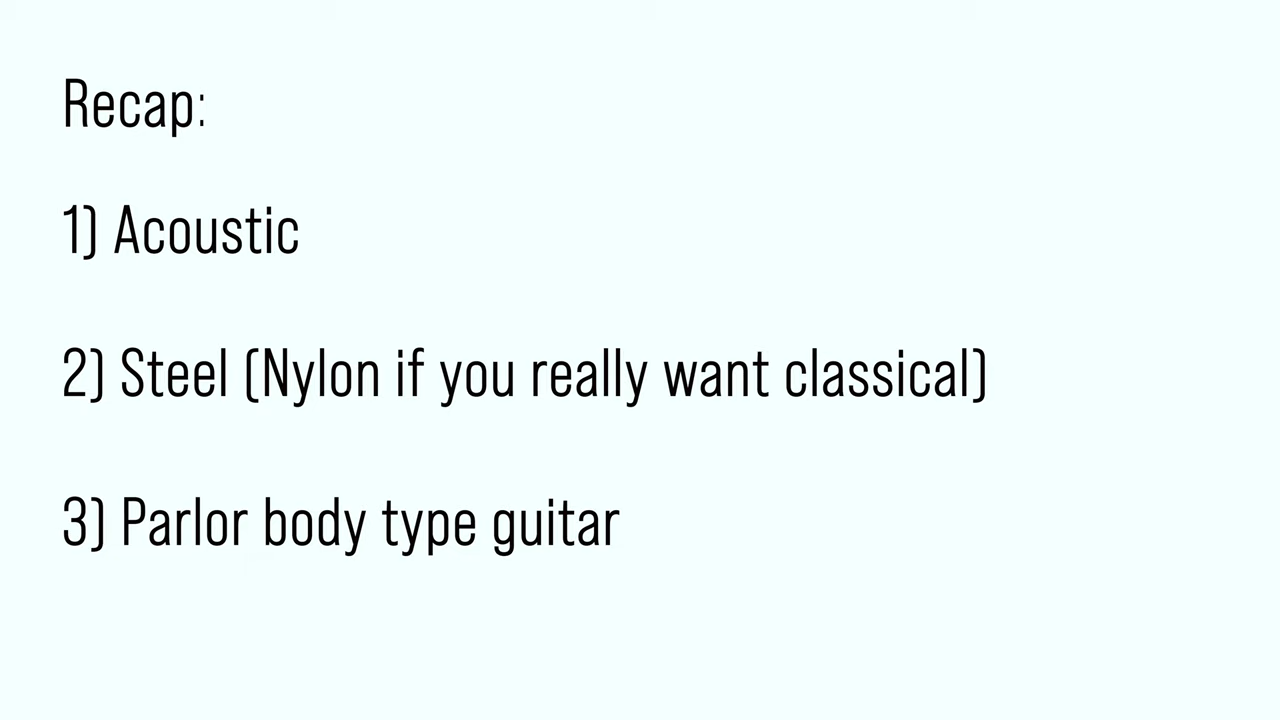 Recap:
1) Acoustic
2) Steel (Nylon if you really want classical)
3) Parlor body type guitar